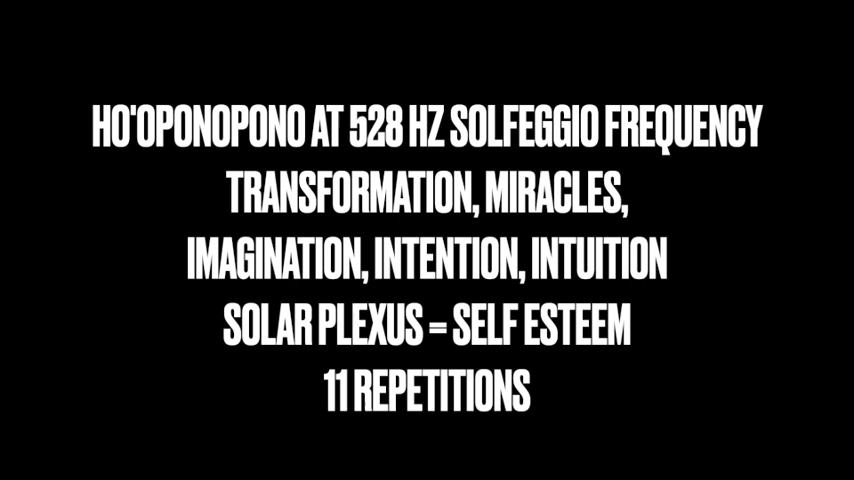 HO'OPONOPONO AT 528 HZ SOLFEGGIO FREQUENCY
TRANSFORMATION, MIRACLES,
IMAGINATION, INTENTION, INTUITION
SOLAR PLEXUS = SELF ESTEEM
11 REPETITIONS